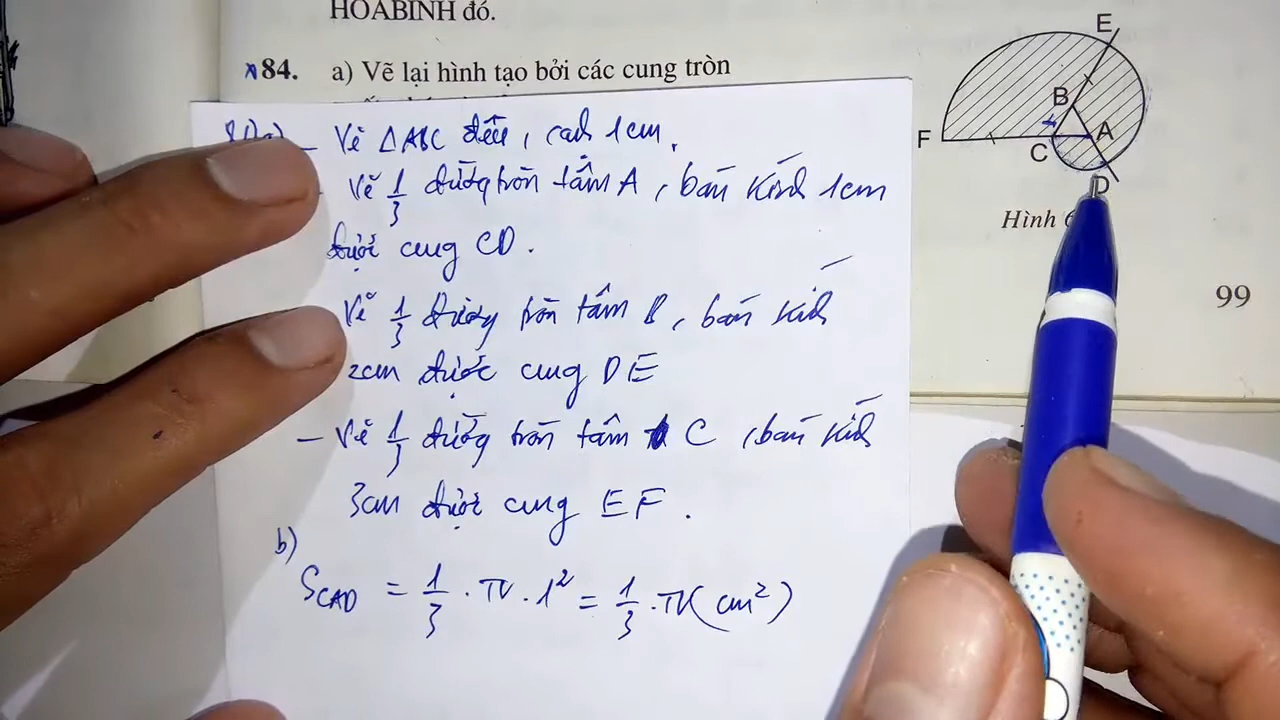 HOABINH đó.
84. a) Vẽ lại hình tạo bởi các cung tròn
E
B
F
A
C
D
Hình
99
- Vẽ ΔABC đều, cạnh 1cm.
Vẽ 1/3 đường tròn tâm A, bán kính 1cm
được cung CD.
Vẽ 1/3 đường tròn tâm B, bán kính
2cm được cung DE
- Vẽ 1/3 đường tròn tâm C, bán kính
3cm được cung EF.
b)
S_CAD = 1/3 . π . 1² = 1/3 . π (cm²)